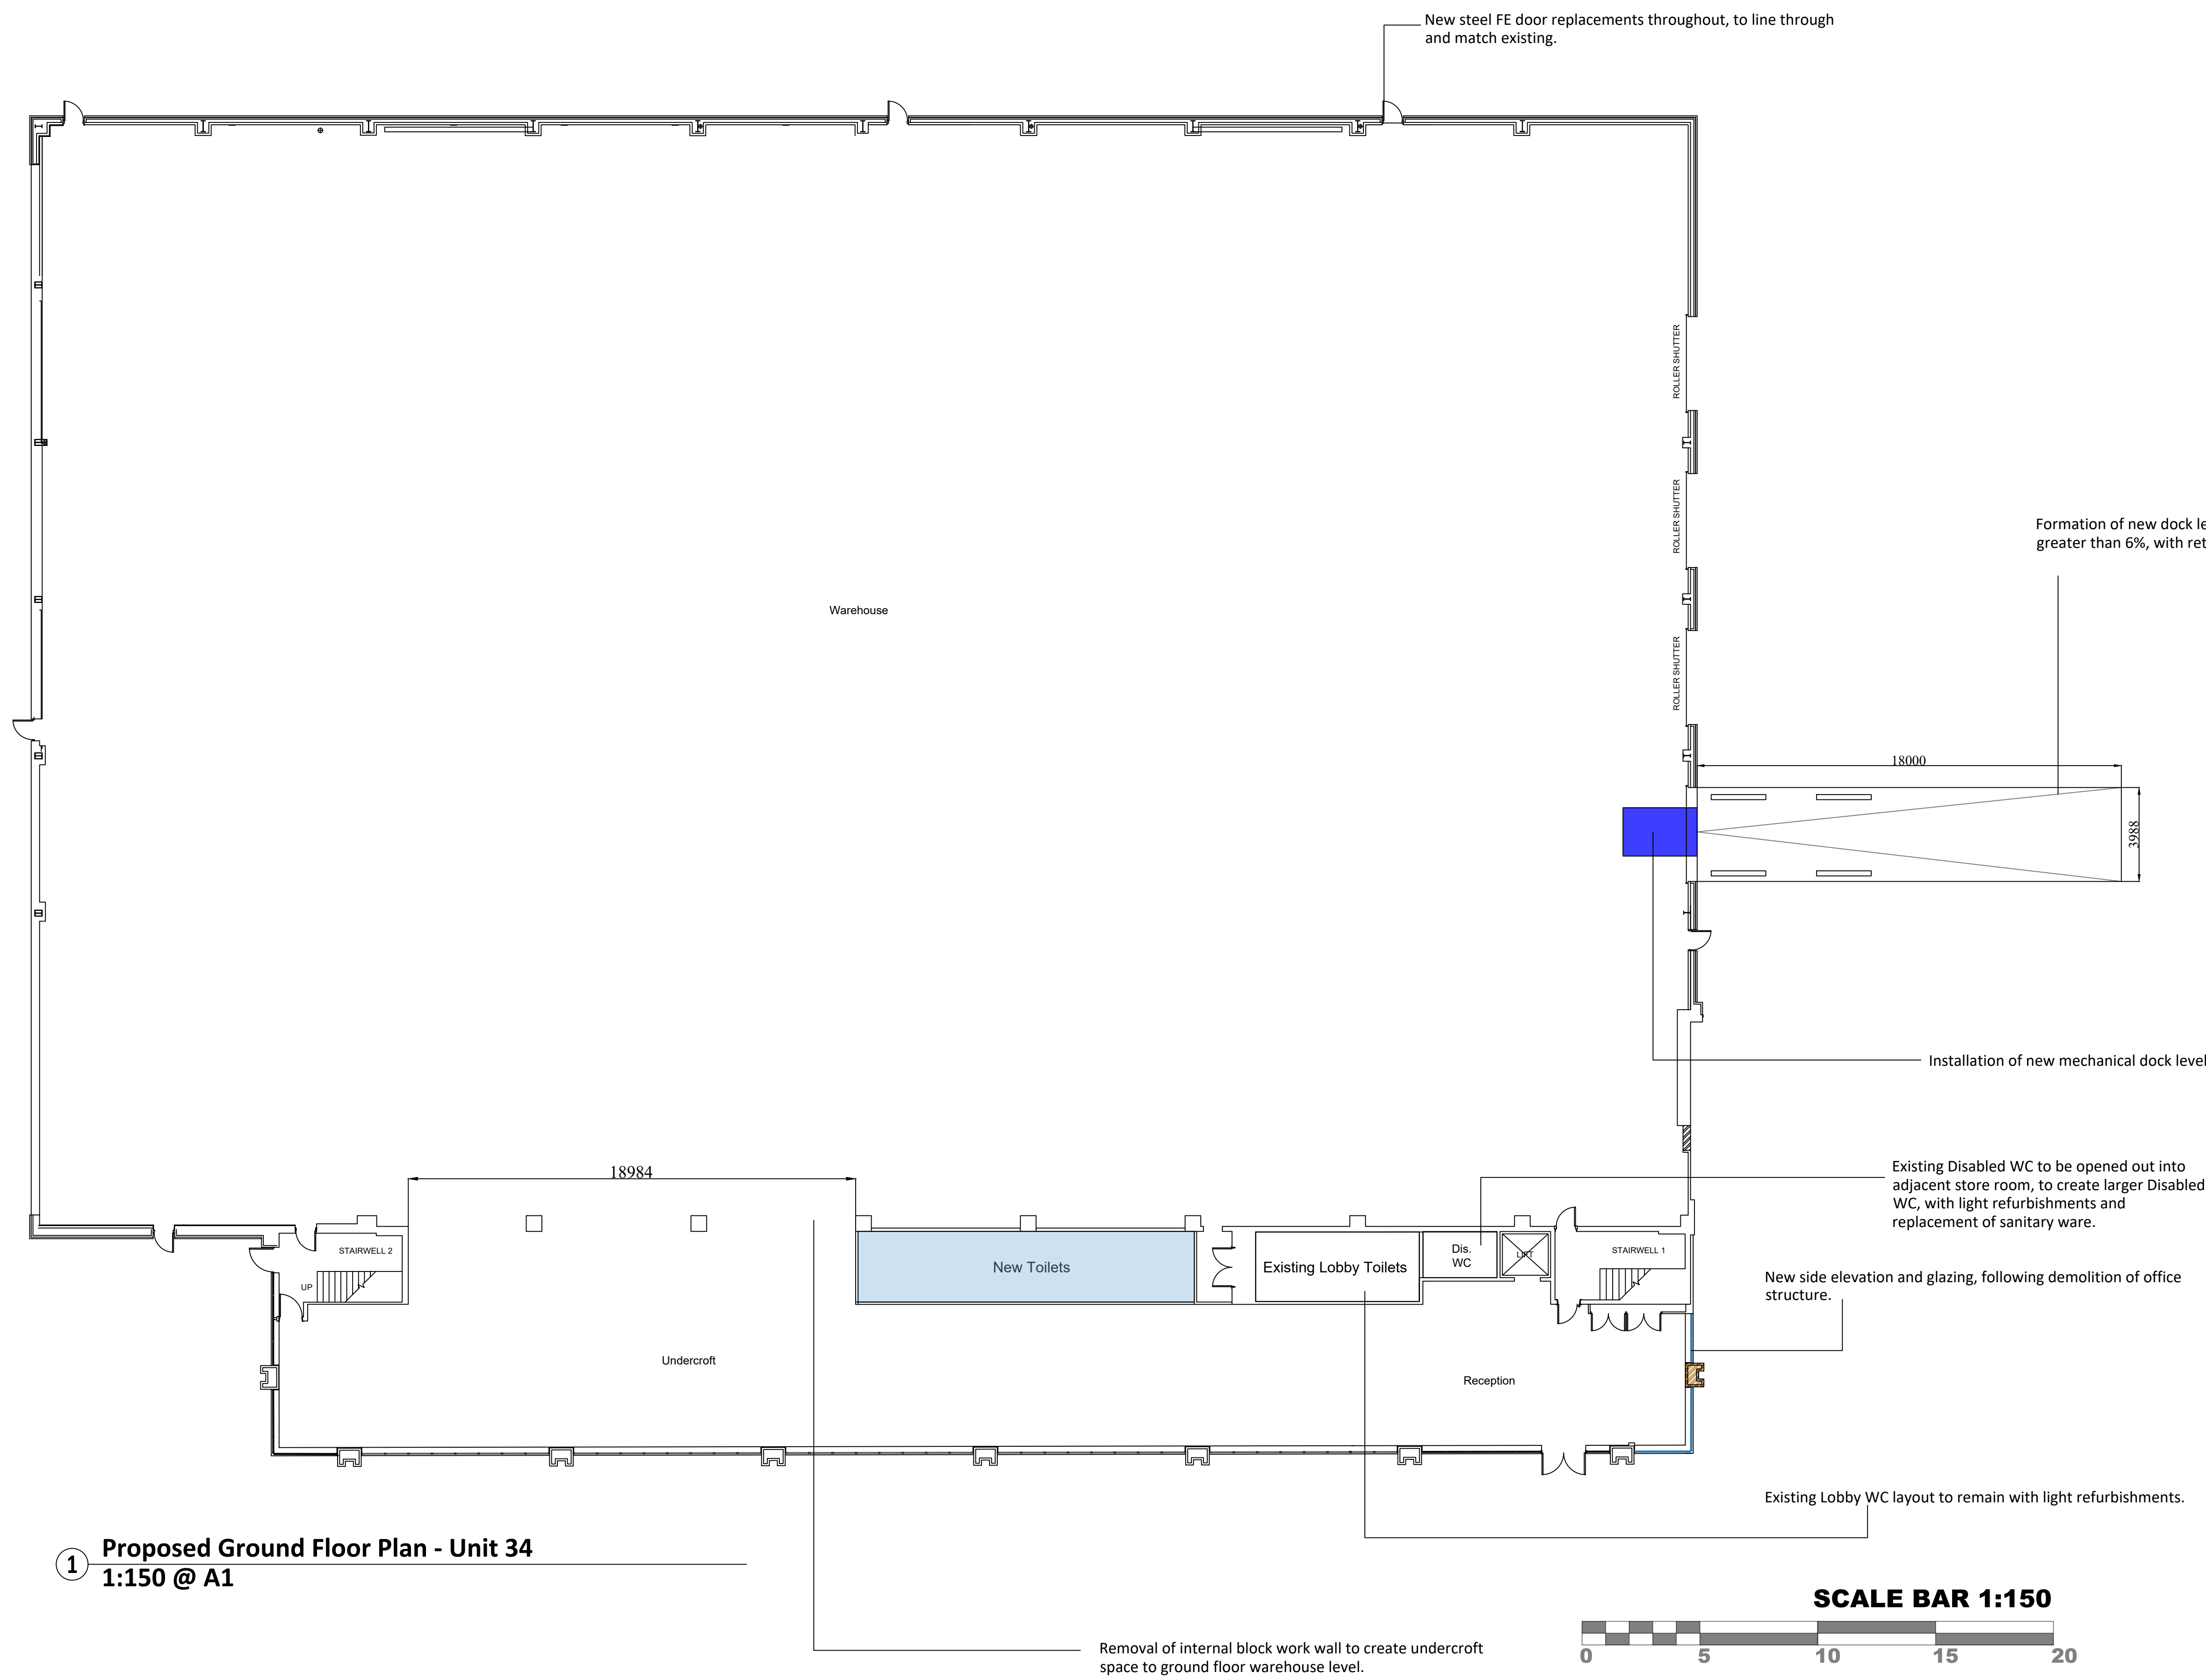 New steel FE door replacements throughout, to line through
and match existing.
ROLLER SHUTTER
ROLLER SHUTTER
Formation of new dock le
greater than 6%, with ret
Warehouse
ROLLER SHUTTER
18000
3988
Installation of new mechanical dock level
18984
Existing Disabled WC to be opened out into
adjacent store room, to create larger Disabled
WC, with light refurbishments and
replacement of sanitary ware.
STAIRWELL 2
UP
New Toilets
Existing Lobby Toilets
Dis.
WC
LIFT
STAIRWELL 1
New side elevation and glazing, following demolition of office
structure.
Undercroft
Reception
Existing Lobby WC layout to remain with light refurbishments.
1
Proposed Ground Floor Plan - Unit 34
1:150 @ A1
SCALE BAR 1:150
0 5 10 15 20
Removal of internal block work wall to create undercroft
space to ground floor warehouse level.